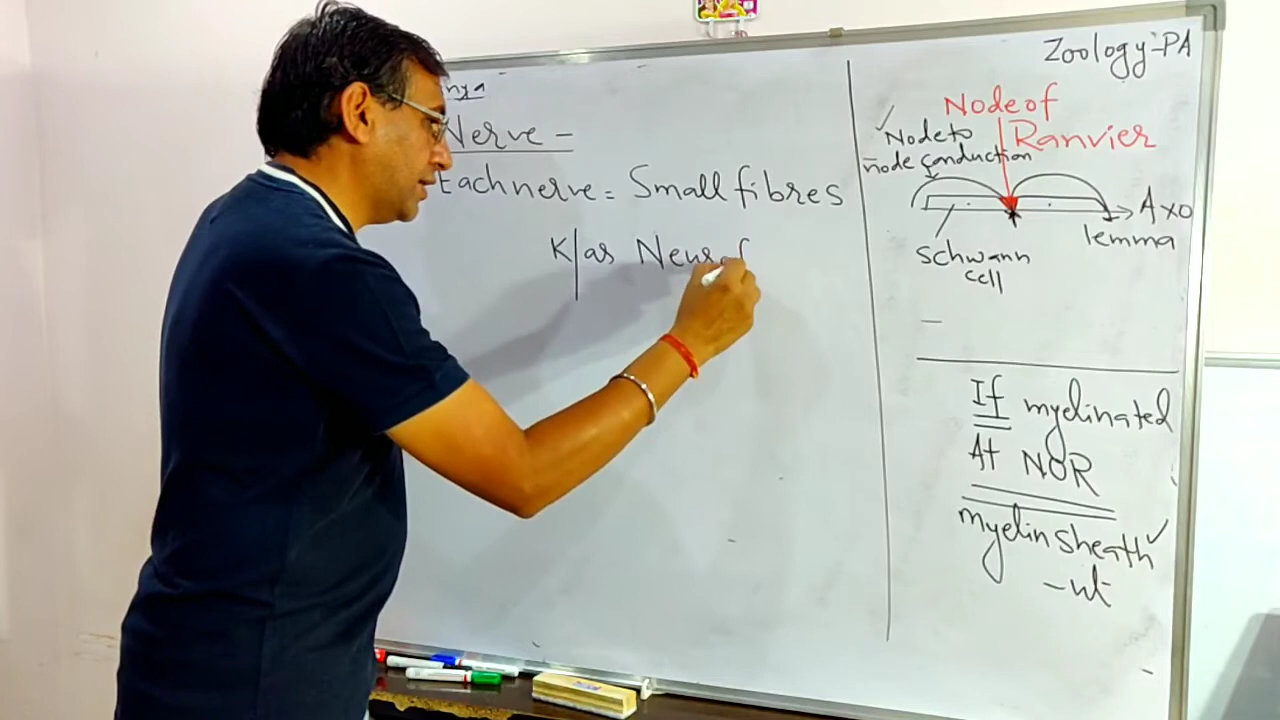 Nerve -
Each nerve = Small fibres
K/as
Zoology-PA
Node of
Ranvier
✓ Node to
node conduction
Axo
lemma
Schwann
cell
If myelinated
At NOR
myelin sheath ✓